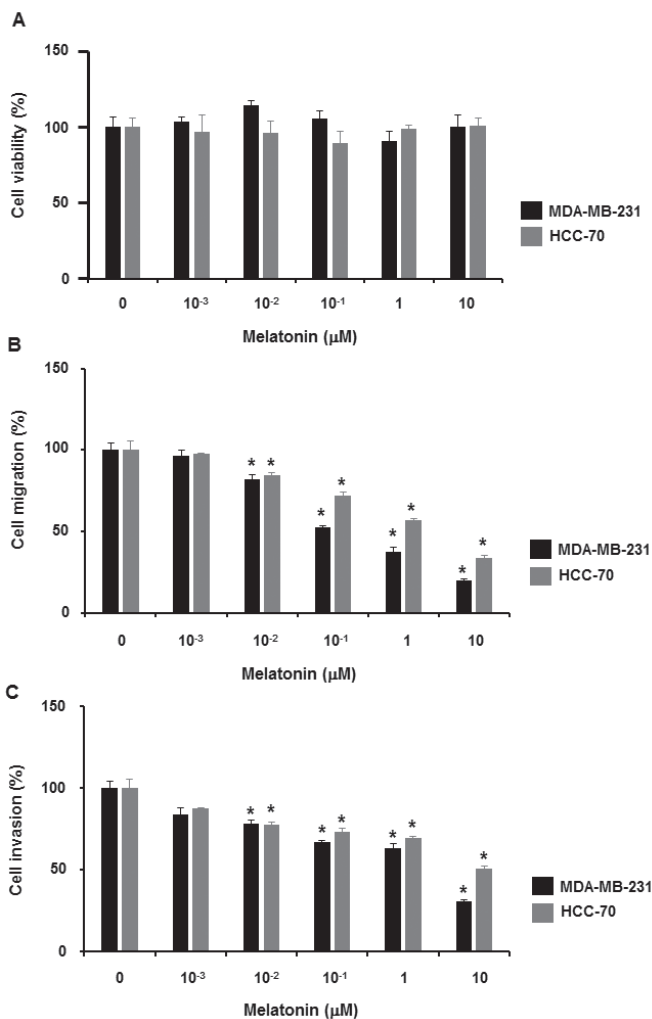 A
150
100
50
0
Cell viability (%)
0 10⁻³ 10⁻² 10⁻¹ 1 10
Melatonin (μM)
MDA-MB-231
HCC-70
B
150
100
50
0
Cell migration (%)
* * * * * * * *
0 10⁻³ 10⁻² 10⁻¹ 1 10
Melatonin (μM)
MDA-MB-231
HCC-70
C
150
100
50
0
Cell invasion (%)
* * * * * * * *
0 10⁻³ 10⁻² 10⁻¹ 1 10
Melatonin (μM)
MDA-MB-231
HCC-70